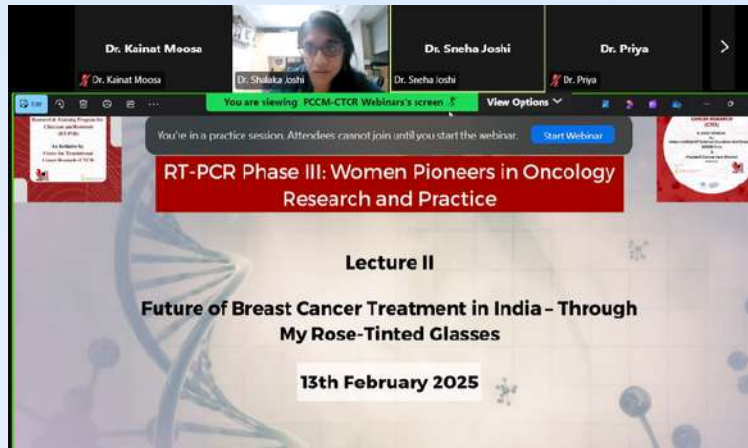 Dr. Kainat Moosa
Dr. Sneha Joshi
Dr. Priya
Dr. Kainat Moosa
Dr. Shalaka Joshi
Dr. Sneha Joshi
Dr. Priya
You are viewing PCCM-CTCR Webinars's screen
View Options
You're in a practice session. Attendees cannot join until you start the webinar.
Start Webinar
RT-PCR Phase III: Women Pioneers in Oncology
Research and Practice
Lecture II
Future of Breast Cancer Treatment in India – Through
My Rose-Tinted Glasses
13th February 2025